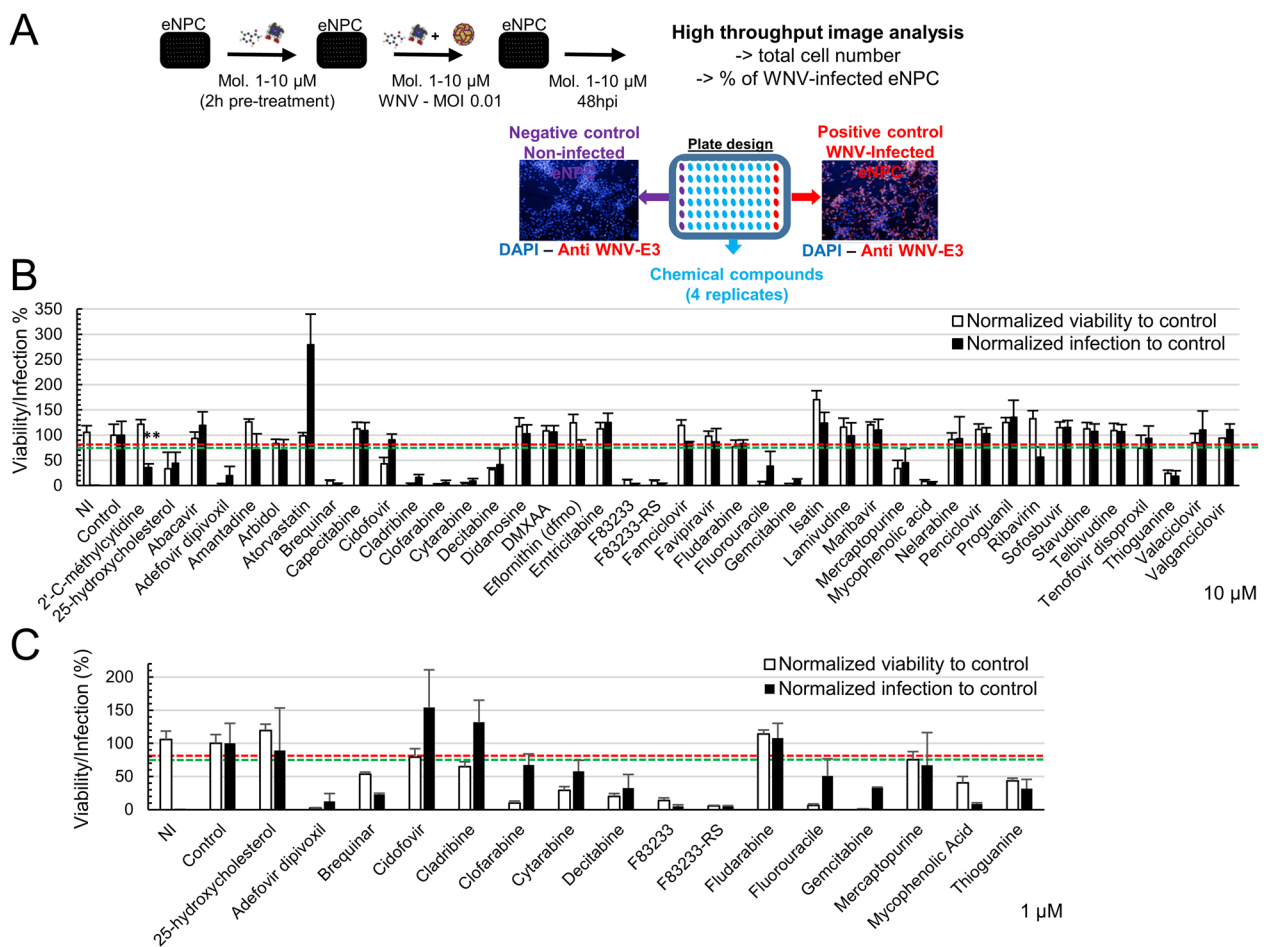 A
eNPC
eNPC
eNPC
+
Mol. 1-10 µM
(2h pre-treatment)
Mol. 1-10 µM
WNV - MOI 0.01
Mol. 1-10 µM
48hpi
High throughput image analysis
-> total cell number
-> % of WNV-infected eNPC
Negative control
Non-infected
eNPC
DAPI – Anti WNV-E3
Plate design
Chemical compounds
(4 replicates)
Positive control
WNV-Infected
eNPC
DAPI – Anti WNV-E3
B
Viability/Infection %
350
300
250
200
150
100
50
0
**
Normalized viability to control
Normalized infection to control
NI
Control
2'-C-méthylcytidine
25-hydroxycholesterol
Abacavir
Adefovir dipivoxil
Amantadine
Arbidol
Atorvastatin
Brequinar
Capecitabine
Cidofovir
Cladribine
Clofarabine
Cytarabine
Decitabine
Didanosine
DMXAA
Eflornithin (dfmo)
Emtricitabine
F83233
F83233-RS
Famciclovir
Favipiravir
Fludarabine
Fluorouracile
Gemcitabine
Isatin
Lamivudine
Maribavir
Mercaptopurine
Mycophenolic acid
Nelarabine
Penciclovir
Proguanil
Ribavirin
Sofosbuvir
Stavudine
Telbivudine
Tenofovir disoproxil
Thioguanine
Valaciclovir
Valganciclovir
10 µM
C
Viability/Infection (%)
200
150
100
50
0
Normalized viability to control
Normalized infection to control
NI
Control
25-hydroxycholesterol
Adefovir dipivoxil
Brequinar
Cidofovir
Cladribine
Clofarabine
Cytarabine
Decitabine
F83233
F83233-RS
Fludarabine
Fluorouracile
Gemcitabine
Mercaptopurine
Mycophenolic Acid
Thioguanine
1 µM